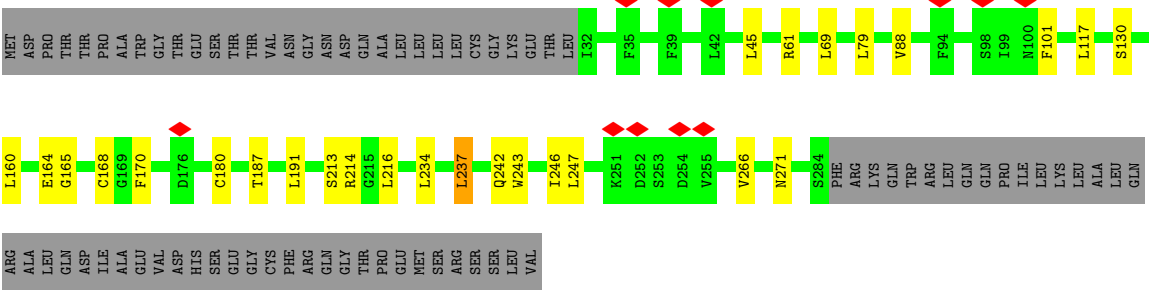 MET ASP PRO THR THR PRO ALA TRP GLY THR GLU SER THR THR VAL ASN GLY ASN ASP GLN ALA LEU LEU LEU LEU CYS GLY LYS GLU THR LEU I32 F35 F39 L42 L45 R61 L69 L79 V88 F94 S98 I99 N100 F101 L117 S130
L160 E164 G165 C168 G169 F170 D176 C180 T187 L191 S213 R214 G215 L216 L234 L237 Q242 W243 I246 L247 K251 D252 S253 D254 V255 V266 N271 S284 PHE ARG LYS GLN TRP ARG LEU GLN GLN PRO ILE LEU LYS LEU ALA LEU GLN
ARG ALA LEU GLN ASP ILE ALA GLU VAL ASP HIS SER GLU GLY CYS PHE ARG GLN GLY THR PRO GLU MET SER ARG SER SER LEU VAL